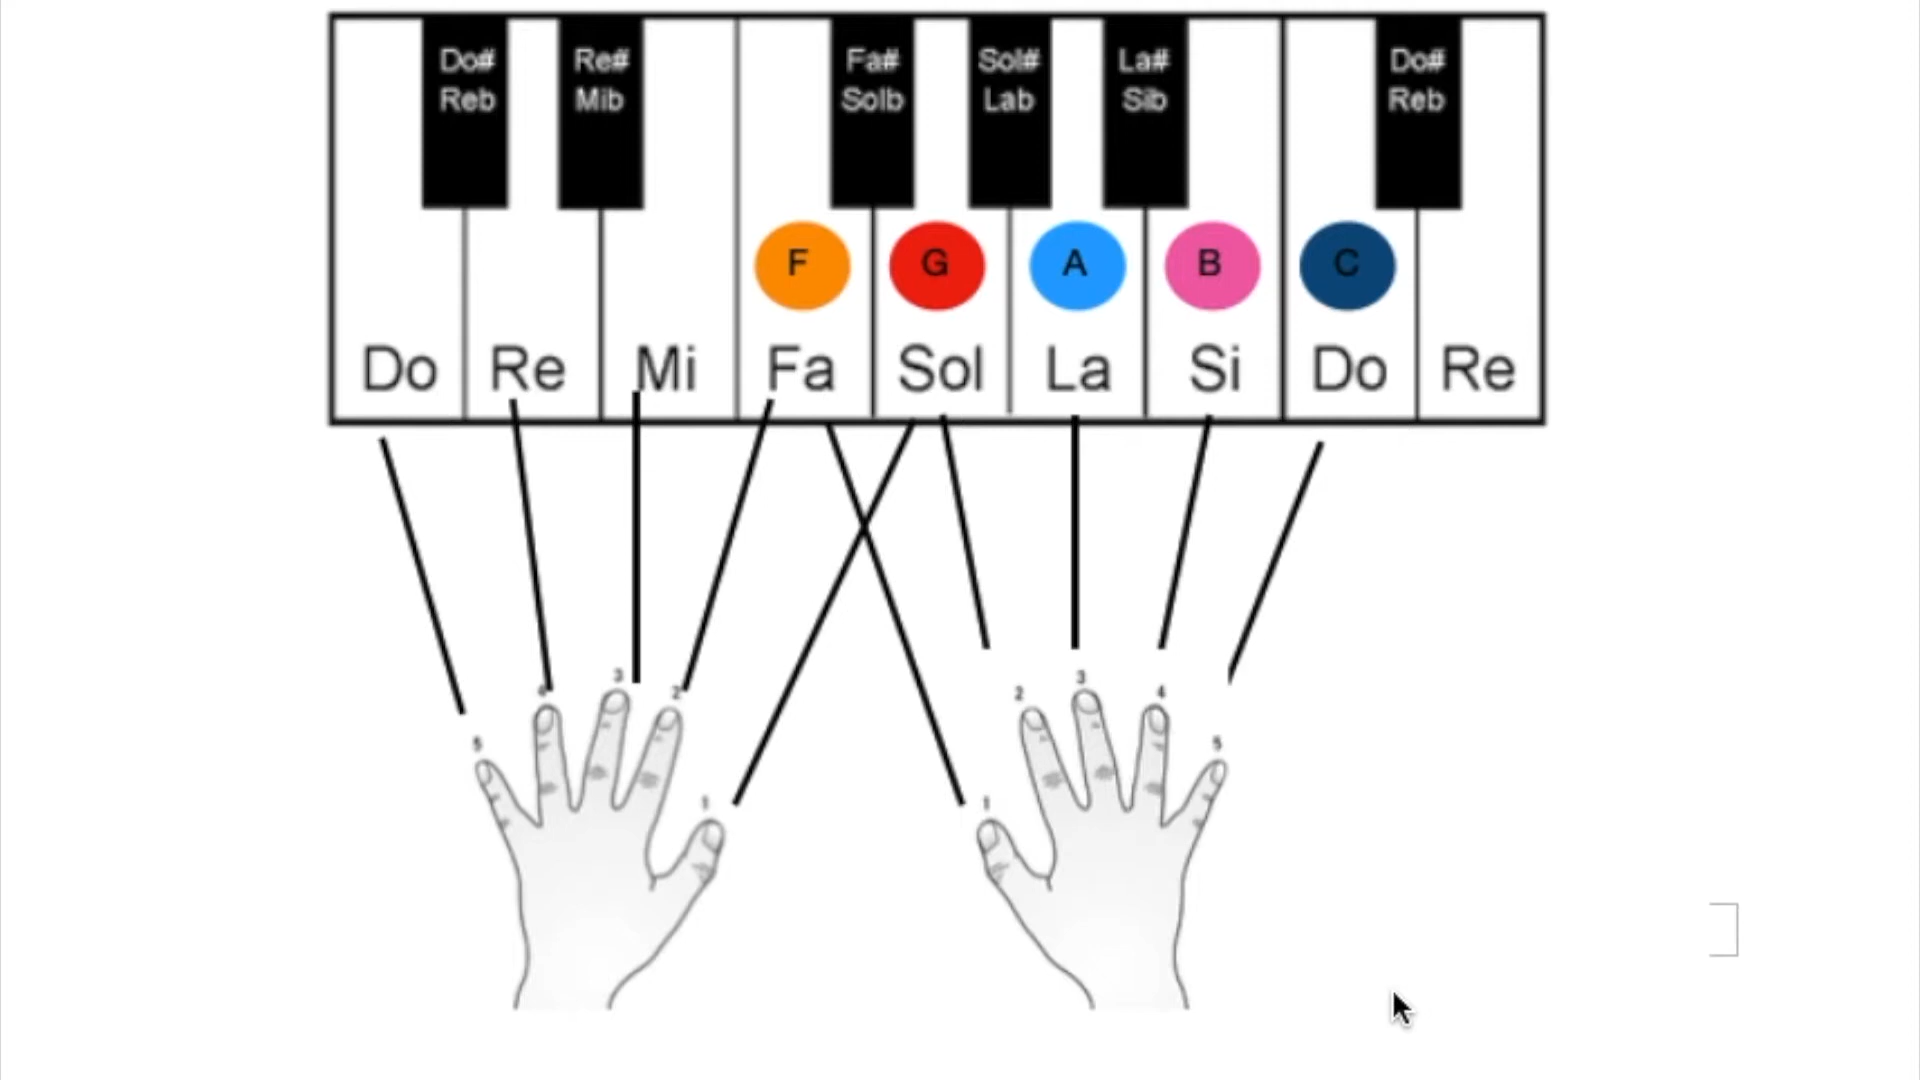 Do# Re# Fa# Sol# La# Do#
Reb Mib Solb Lab Sib Reb
F G A B C
Do Re Mi Fa Sol La Si Do Re
5 4 3 2 1 1 2 3 4 5